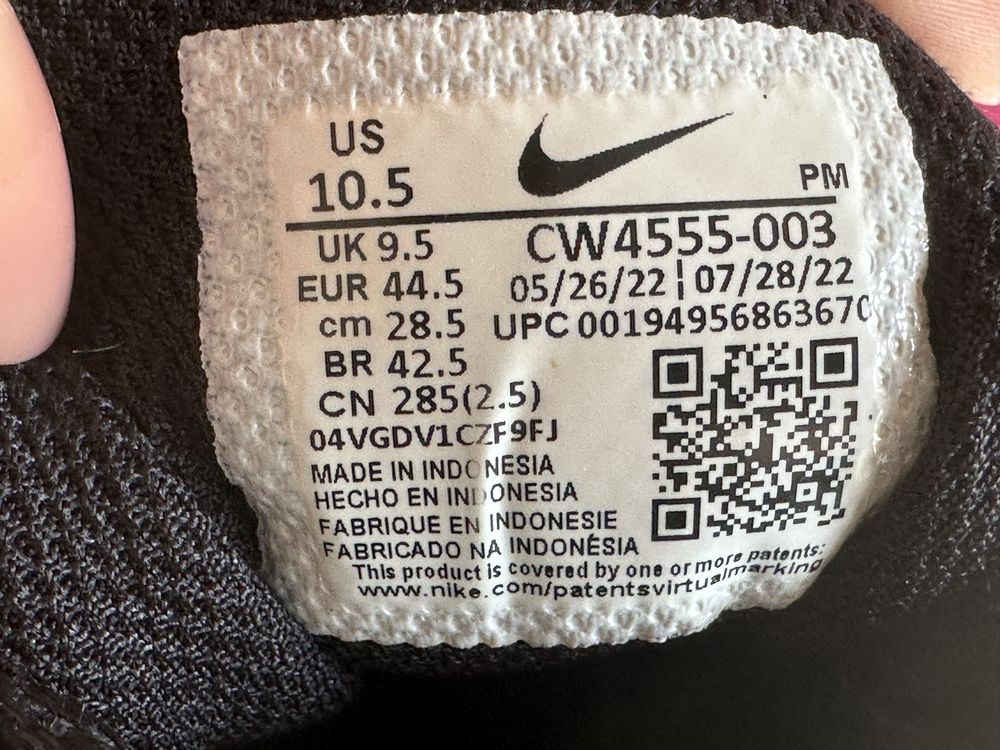 US
10.5
PM
UK 9.5
CW4555-003
EUR 44.5
05/26/22 ¦ 07/28/22
cm 28.5
UPC 00194956863670
BR 42.5
CN 285(2.5)
04VGDV1CZF9FJ
MADE IN INDONESIA
HECHO EN INDONESIA
FABRIQUE EN INDONESIE
FABRICADO NA INDONÉSIA
This product is covered by one or more patents:
www.nike.com/patentsvirtualmarking